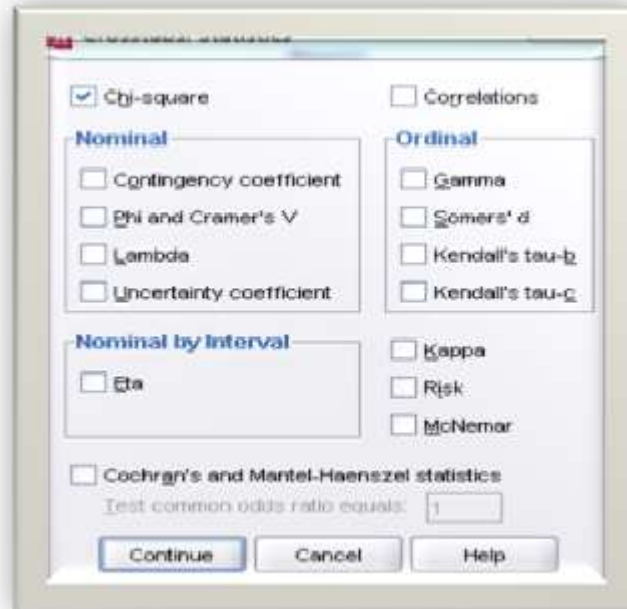 Chi-square
Correlations
Nominal
Contingency coefficient
Phi and Cramer's V
Lambda
Uncertainty coefficient
Ordinal
Gamma
Somers' d
Kendall's tau-b
Kendall's tau-c
Nominal by Interval
Eta
Kappa
Risk
McNemar
Cochran's and Mantel-Haenszel statistics
Test common odds ratio equals: 1
Continue Cancel Help